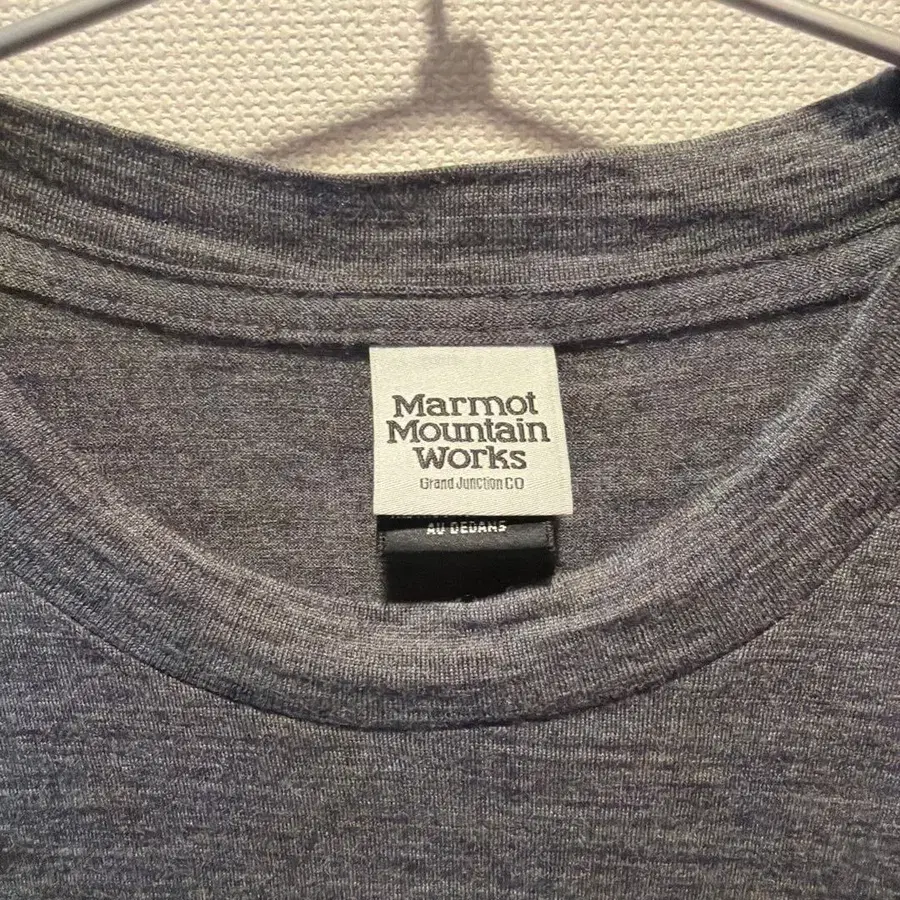 Marmot
Mountain
Works
Grand Junction CO
AU DEDANS